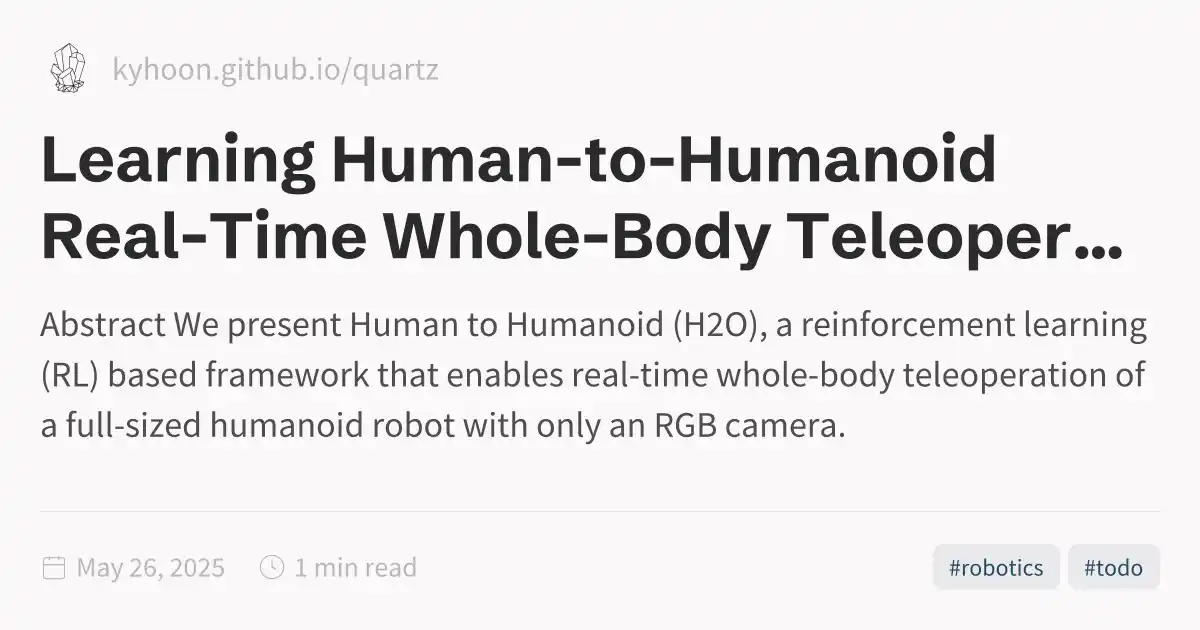 kyhoon.github.io/quartz
Learning Human-to-Humanoid
Real-Time Whole-Body Teleoper...
Abstract We present Human to Humanoid (H2O), a reinforcement learning
(RL) based framework that enables real-time whole-body teleoperation of
a full-sized humanoid robot with only an RGB camera.
May 26, 2025 1 min read #robotics #todo